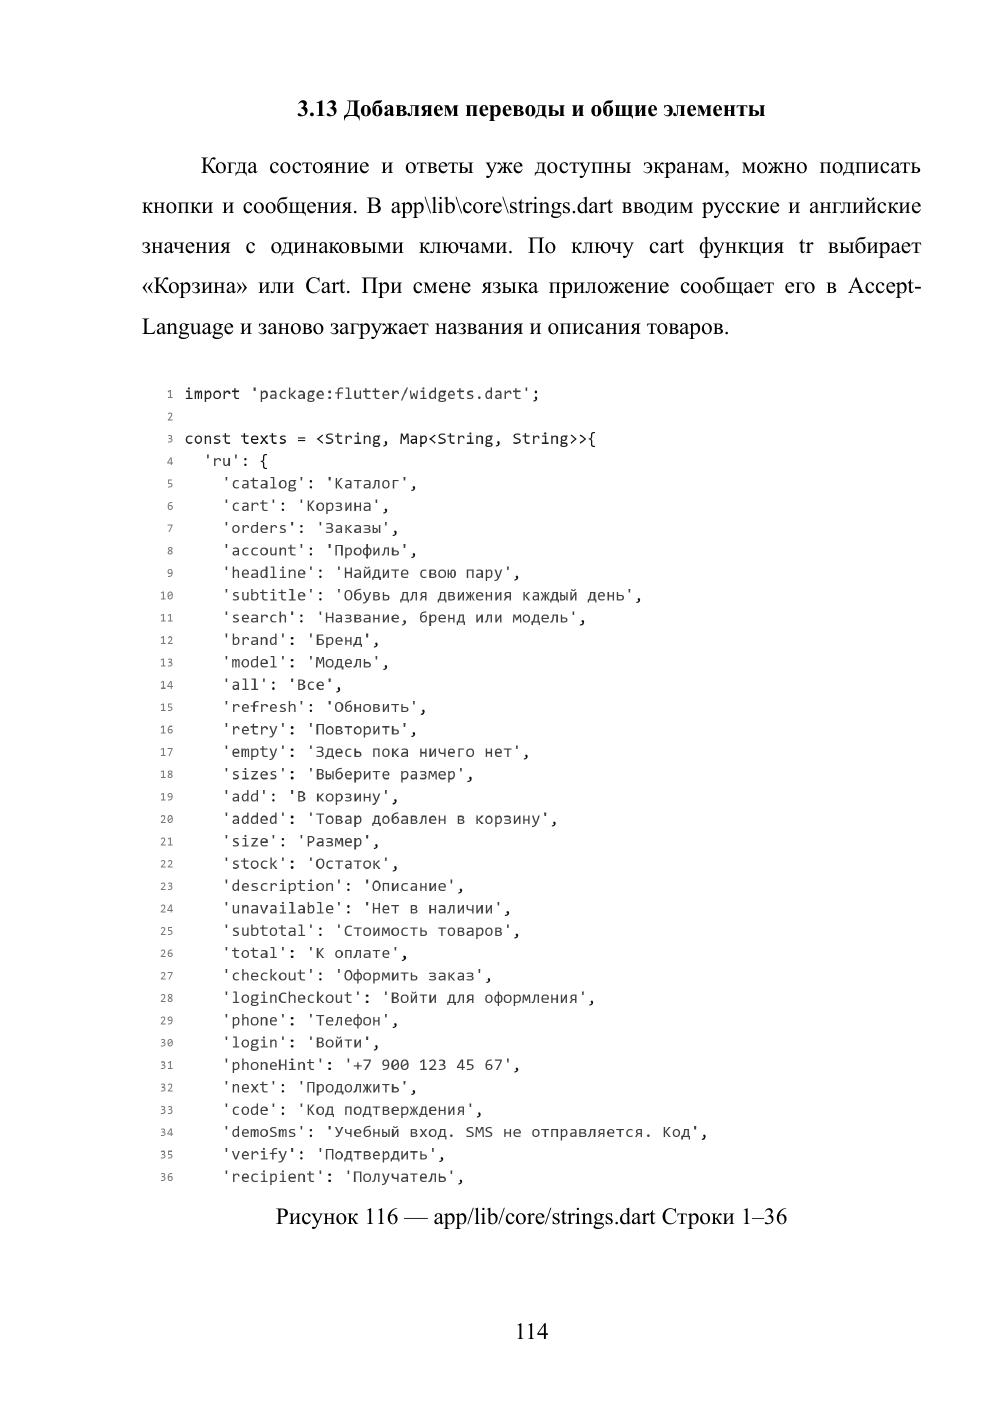 3.13 Добавляем переводы и общие элементы
Когда состояние и ответы уже доступны экранам, можно подписать
кнопки и сообщения. В app\lib\core\strings.dart вводим русские и английские
значения с одинаковыми ключами. По ключу cart функция tr выбирает
«Корзина» или Cart. При смене языка приложение сообщает его в Accept-
Language и заново загружает названия и описания товаров.
1 import 'package:flutter/widgets.dart';
2
3 const texts = <String, Map<String, String>>{
4   'ru': {
5     'catalog': 'Каталог',
6     'cart': 'Корзина',
7     'orders': 'Заказы',
8     'account': 'Профиль',
9     'headline': 'Найдите свою пару',
10     'subtitle': 'Обувь для движения каждый день',
11     'search': 'Название, бренд или модель',
12     'brand': 'Бренд',
13     'model': 'Модель',
14     'all': 'Все',
15     'refresh': 'Обновить',
16     'retry': 'Повторить',
17     'empty': 'Здесь пока ничего нет',
18     'sizes': 'Выберите размер',
19     'add': 'В корзину',
20     'added': 'Товар добавлен в корзину',
21     'size': 'Размер',
22     'stock': 'Остаток',
23     'description': 'Описание',
24     'unavailable': 'Нет в наличии',
25     'subtotal': 'Стоимость товаров',
26     'total': 'К оплате',
27     'checkout': 'Оформить заказ',
28     'loginCheckout': 'Войти для оформления',
29     'phone': 'Телефон',
30     'login': 'Войти',
31     'phoneHint': '+7 900 123 45 67',
32     'next': 'Продолжить',
33     'code': 'Код подтверждения',
34     'demoSms': 'Учебный вход. SMS не отправляется. Код',
35     'verify': 'Подтвердить',
36     'recipient': 'Получатель',
Рисунок 116 — app/lib/core/strings.dart Строки 1–36
114